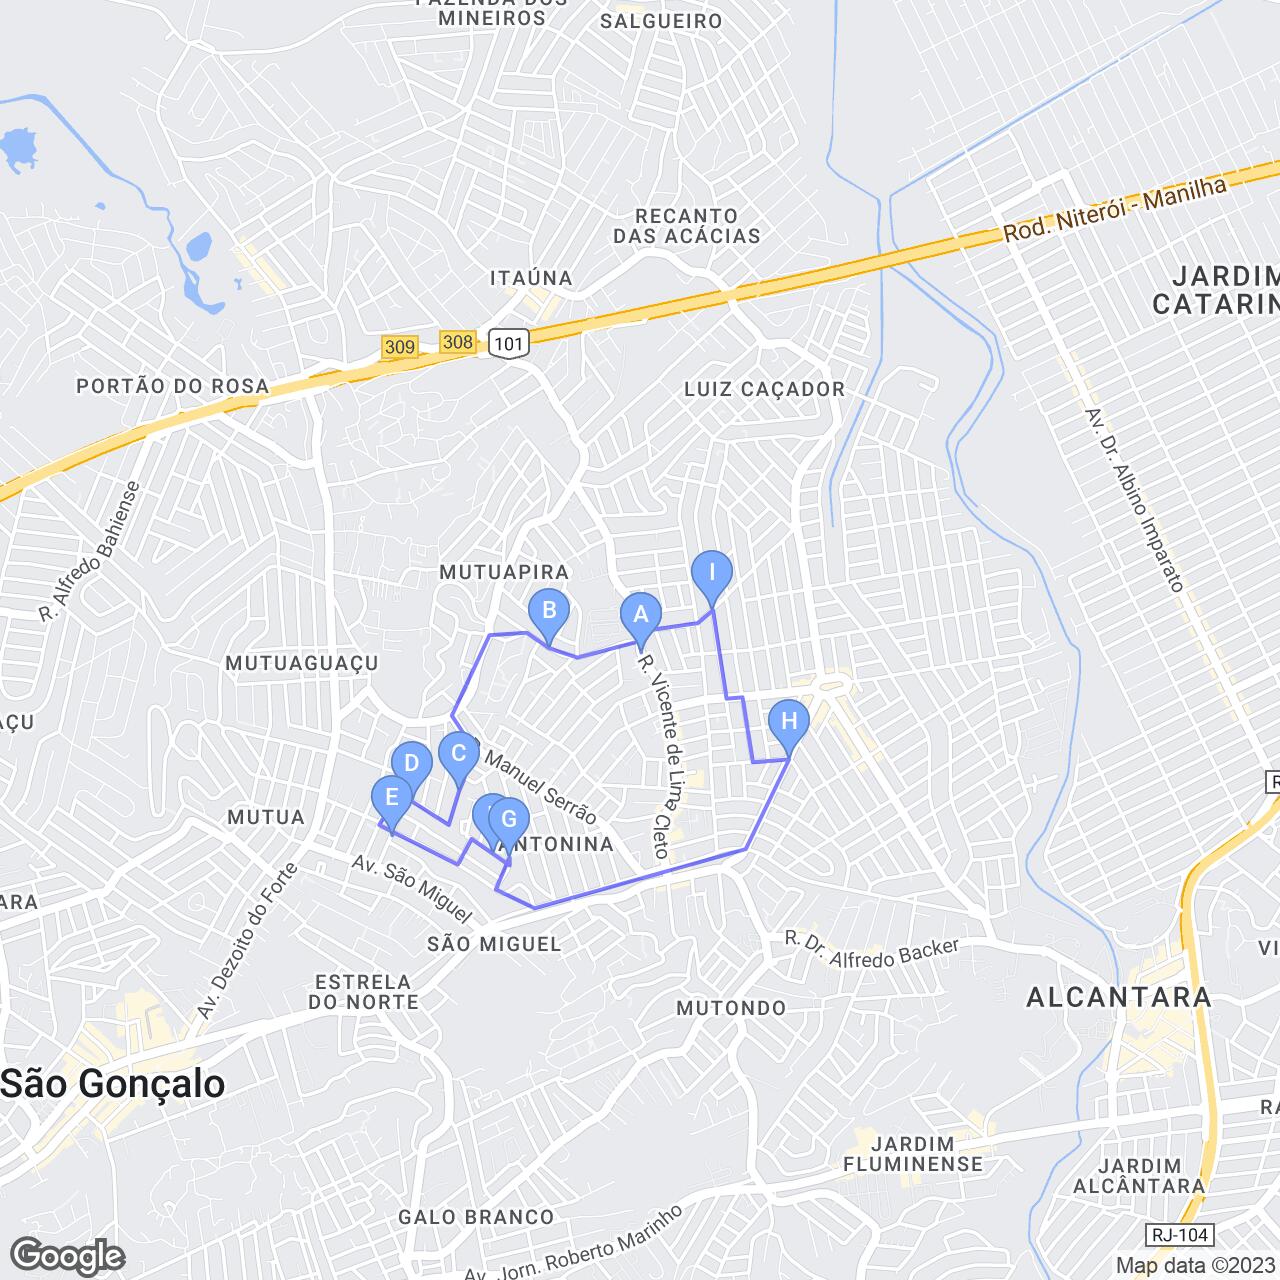 FAZENDA DOS
MINEIROS
SALGUEIRO
RECANTO
DAS ACÁCIAS
Rod. Niterói - Manilha
ITAÚNA
JARDIM
CATARIN
309
308
101
PORTÃO DO ROSA
LUIZ CAÇADOR
Av. Dr. Albino Imparato
R. Alfredo Bahiense
MUTUAPIRA
I
B
A
MUTUAGUAÇU
R. Vicente de Lima Cleto
AÇU
H
D
C
R. Manuel Serrão
E
G
MUTUA
ANTONINA
Av. São Miguel
ARA
Av. Dezoito do Forte
SÃO MIGUEL
R. Dr. Alfredo Backer
VI
ESTRELA
DO NORTE
MUTONDO
ALCANTARA
São Gonçalo
RA
JARDIM
FLUMINENSE
JARDIM
ALCÂNTARA
GALO BRANCO
Av. Jorn. Roberto Marinho
RJ-104
Google
Map data ©2023